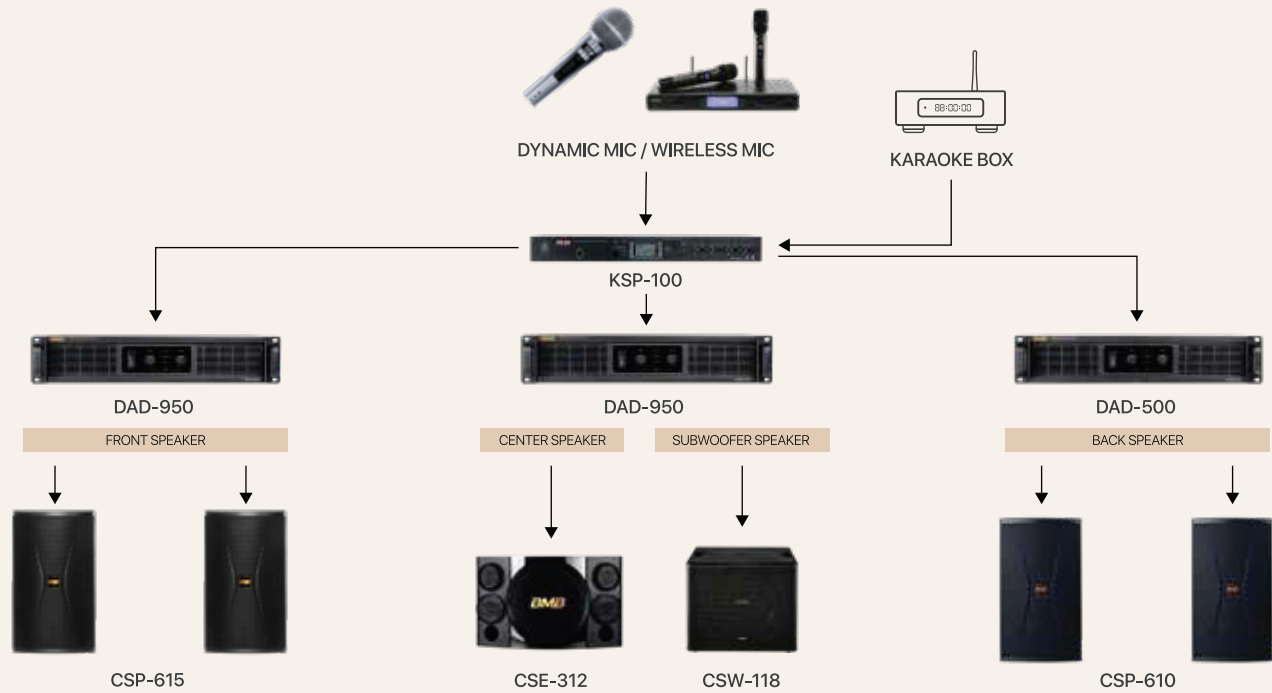 DYNAMIC MIC / WIRELESS MIC
88:00:00
KARAOKE BOX
KSP-100
DAD-950
DAD-950
DAD-500
FRONT SPEAKER
CENTER SPEAKER
SUBWOOFER SPEAKER
BACK SPEAKER
BMB
CSP-615
CSE-312
CSW-118
CSP-610